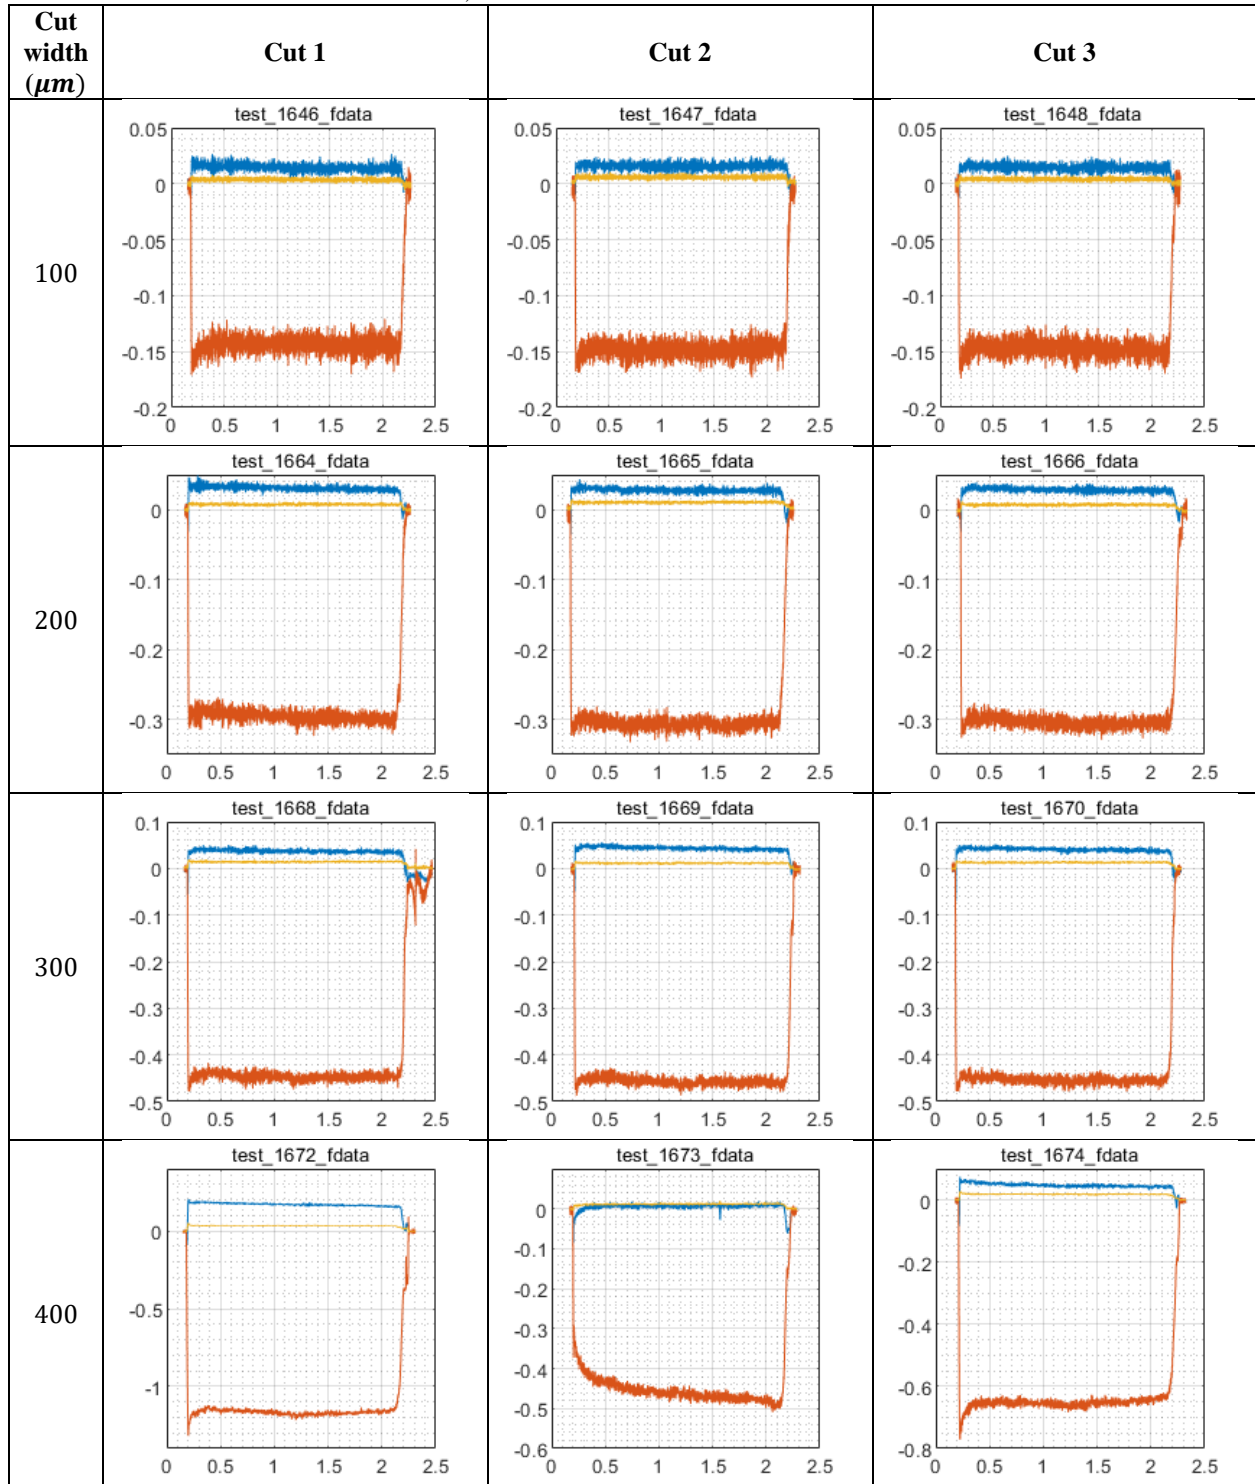 Cut width (μm) Cut 1 Cut 2 Cut 3
100
test_1646_fdata
0.05
0
-0.05
-0.1
-0.15
-0.2
0 0.5 1 1.5 2 2.5
test_1647_fdata
0.05
0
-0.05
-0.1
-0.15
-0.2
0 0.5 1 1.5 2 2.5
test_1648_fdata
0.05
0
-0.05
-0.1
-0.15
-0.2
0 0.5 1 1.5 2 2.5
200
test_1664_fdata
0
-0.1
-0.2
-0.3
0 0.5 1 1.5 2 2.5
test_1665_fdata
0
-0.1
-0.2
-0.3
0 0.5 1 1.5 2 2.5
test_1666_fdata
0
-0.1
-0.2
-0.3
0 0.5 1 1.5 2 2.5
300
test_1668_fdata
0.1
0
-0.1
-0.2
-0.3
-0.4
-0.5
0 0.5 1 1.5 2 2.5
test_1669_fdata
0.1
0
-0.1
-0.2
-0.3
-0.4
-0.5
0 0.5 1 1.5 2 2.5
test_1670_fdata
0.1
0
-0.1
-0.2
-0.3
-0.4
-0.5
0 0.5 1 1.5 2 2.5
400
test_1672_fdata
0
-0.5
-1
0 0.5 1 1.5 2 2.5
test_1673_fdata
0
-0.1
-0.2
-0.3
-0.4
-0.5
-0.6
0 0.5 1 1.5 2 2.5
test_1674_fdata
0
-0.2
-0.4
-0.6
-0.8
0 0.5 1 1.5 2 2.5